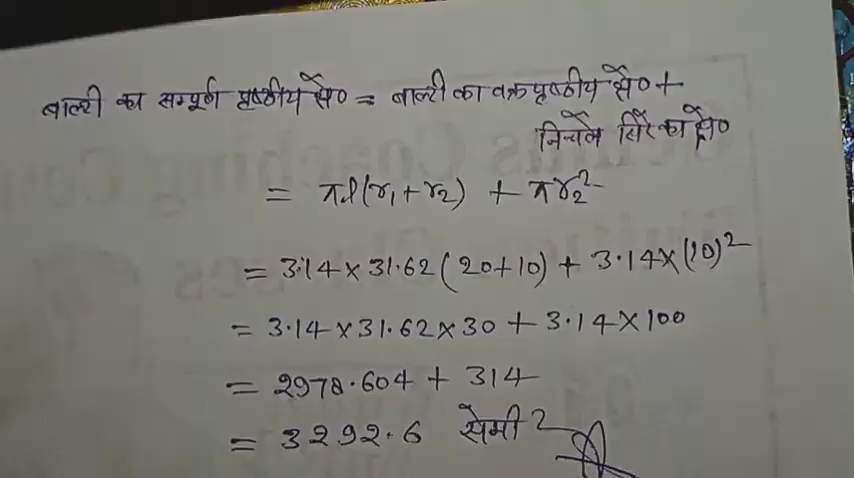 बाल्टी का सम्पूर्ण पृष्ठीय क्षे० = बाल्टी का वक्रपृष्ठीय क्षे० +
निचले सिरे का क्षे०
= πl(r₁+r₂) + πr₂²
= 3.14×31.62(20+10) + 3.14×(10)²
= 3.14×31.62×30 + 3.14×100
= 2978.604 + 314
= 3292.6 सेमी²